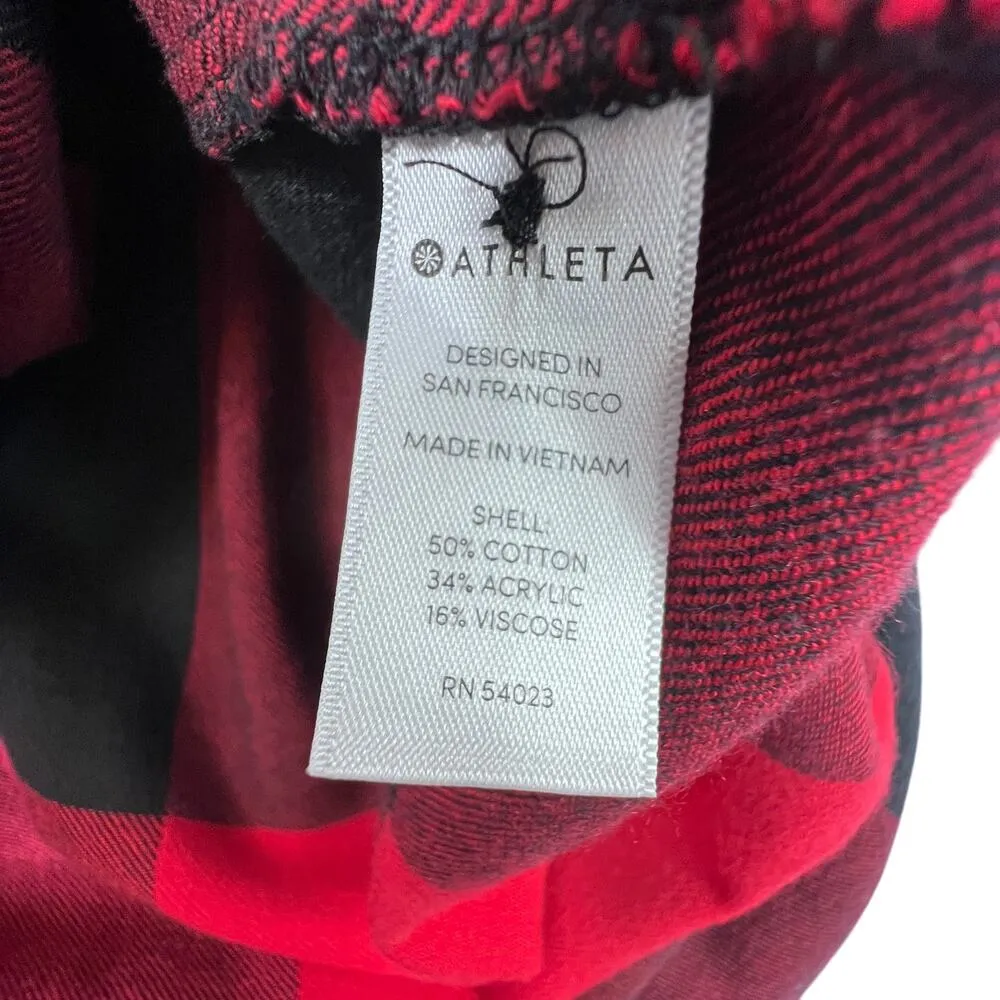 ATHLETA
DESIGNED IN
SAN FRANCISCO
MADE IN VIETNAM
SHELL:
50% COTTON
34% ACRYLIC
16% VISCOSE
RN 54023